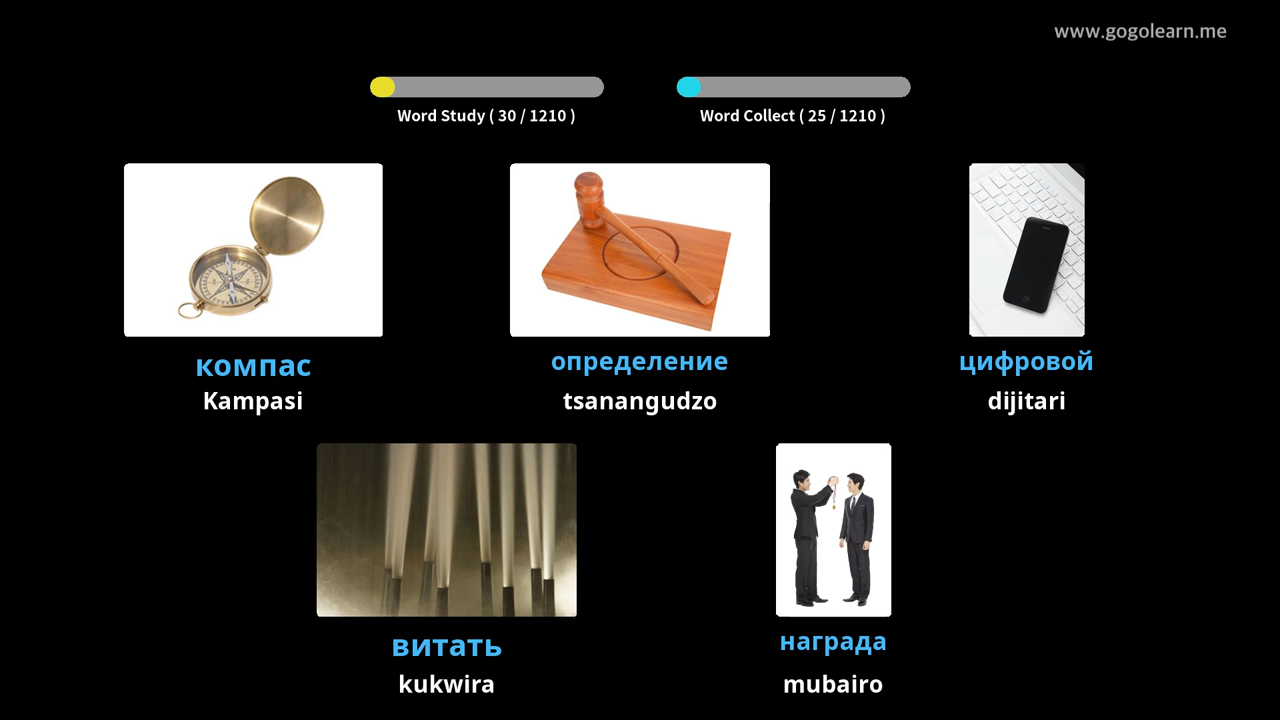 www.gogolearn.me
Word Study ( 30 / 1210 )
Word Collect ( 25 / 1210 )
компас
Kampasi
определение
tsanangudzo
цифровой
dijitari
витать
kukwira
награда
mubairo